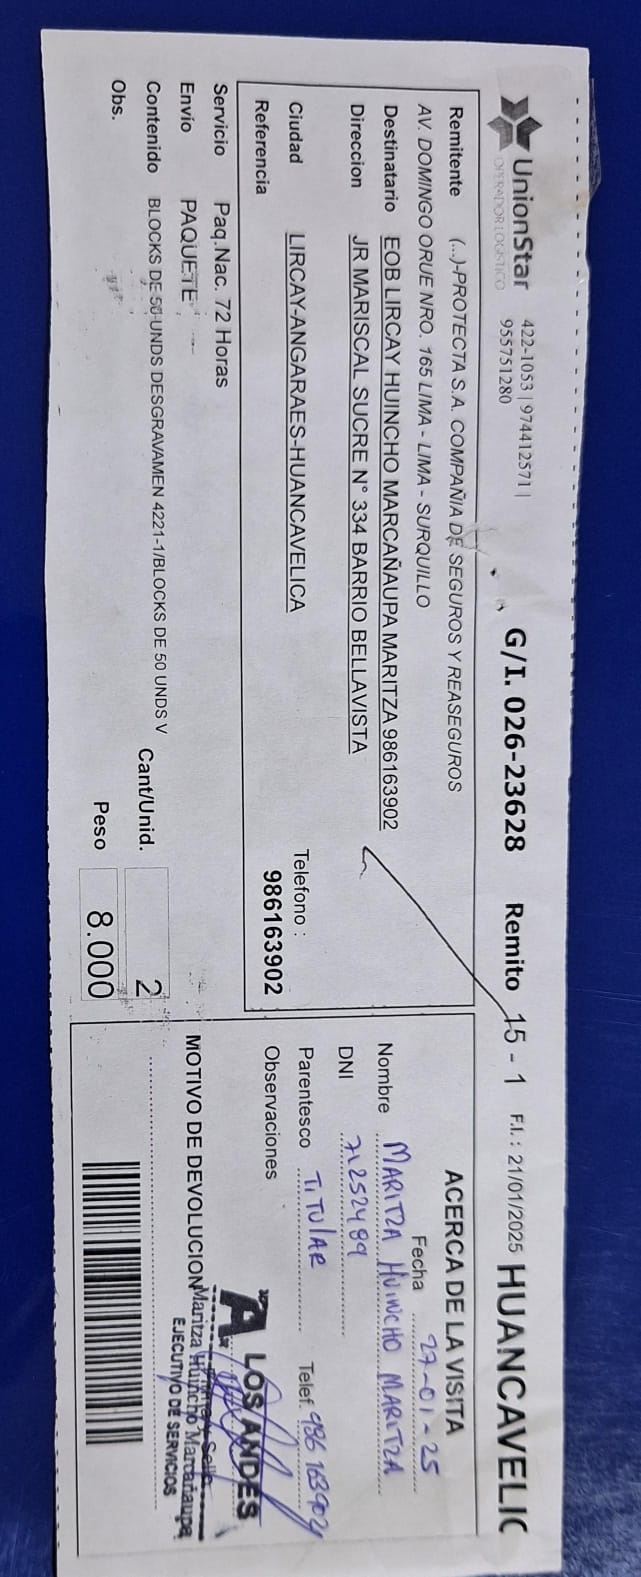 UnionStar
OPERADOR LOGISTICO
422-1053 | 974412571 |
955751280
G/I. 026-23628
Remito 15 - 1
F.I.: 21/01/2025
HUANCAVELIC
Remitente (...)-PROTECTA S.A. COMPAÑIA DE SEGUROS Y REASEGUROS
AV. DOMINGO ORUE NRO. 165 LIMA - LIMA - SURQUILLO
Destinatario EOB LIRCAY HUINCHO MARCAÑAUPA MARITZA 986163902
Direccion JR MARISCAL SUCRE N° 334 BARRIO BELLAVISTA
Ciudad LIRCAY-ANGARAES-HUANCAVELICA
Telefono :
Referencia
986163902
Servicio Paq.Nac. 72 Horas
Envío PAQUETE
Contenido BLOCKS DE 50 UNDS DESGRAVAMEN 4221-1/BLOCKS DE 50 UNDS V
Cant/Unid. 2
Obs.
Peso 8.000
ACERCA DE LA VISITA
Fecha 27-01-25
Nombre MARITZA HUINCHO MARITZA
DNI 71252489
Parentesco TITULAR
Telef. 986 163902
Observaciones
LOS ANDES
MOTIVO DE DEVOLUCION
Maritza Huincho Marcañaupa
EJECUTIVO DE SERVICIOS